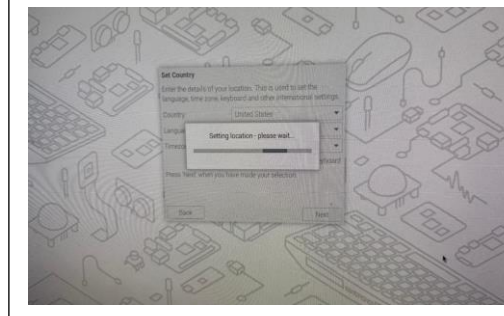 Set Country
Enter the details of your location. This is used to set the
language, time zone, keyboard and other international settings.
Country: United States
Setting location - please wait...
Press 'Next' when you have made your selection.
Back
Next